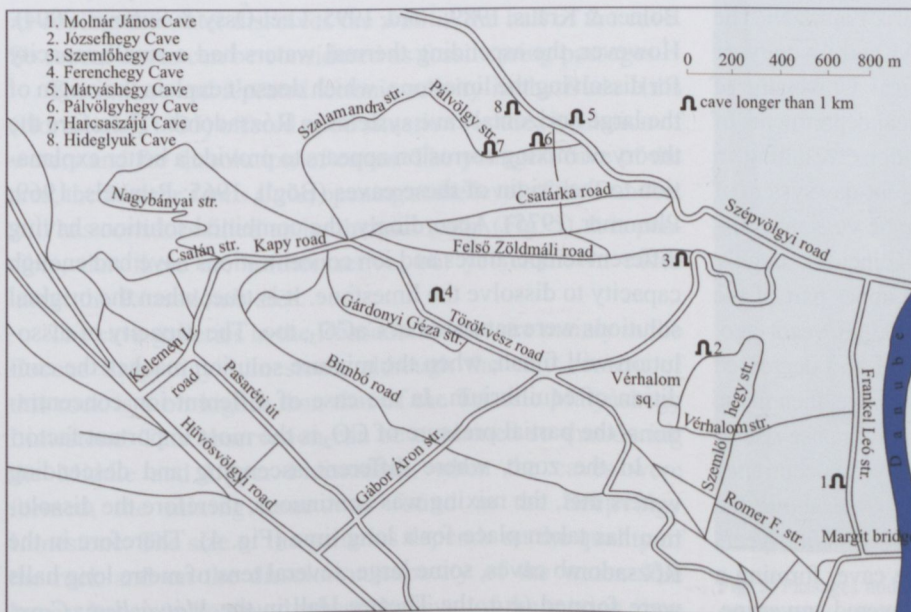 1. Molnár János Cave
2. Józsefhegy Cave
3. Szemlőhegy Cave
4. Ferenchegy Cave
5. Mátyáshegy Cave
6. Pálvölgyhegy Cave
7. Harcsaszájú Cave
8. Hideglyuk Cave
0 200 400 600 800 m
cave longer than 1 km
Szalamandra str.
Pálvölgy str.
8
5
7
6
Csatárka road
Nagybányai str.
Szépvölgyi road
Csalán str.
Kapy road
Felső Zöldmáli road
3
4
Gárdonyi Géza str.
Törökvész road
2
Kelemen
road
Pasaréti út
Bimbó road
Vérhalom
sq.
Szemlő hegy str.
Vérhalom str.
Frankel Leó str.
Danube
Hűvösvölgyi road
Gábor Áron str.
1
Romer F. str.
Margit bridge